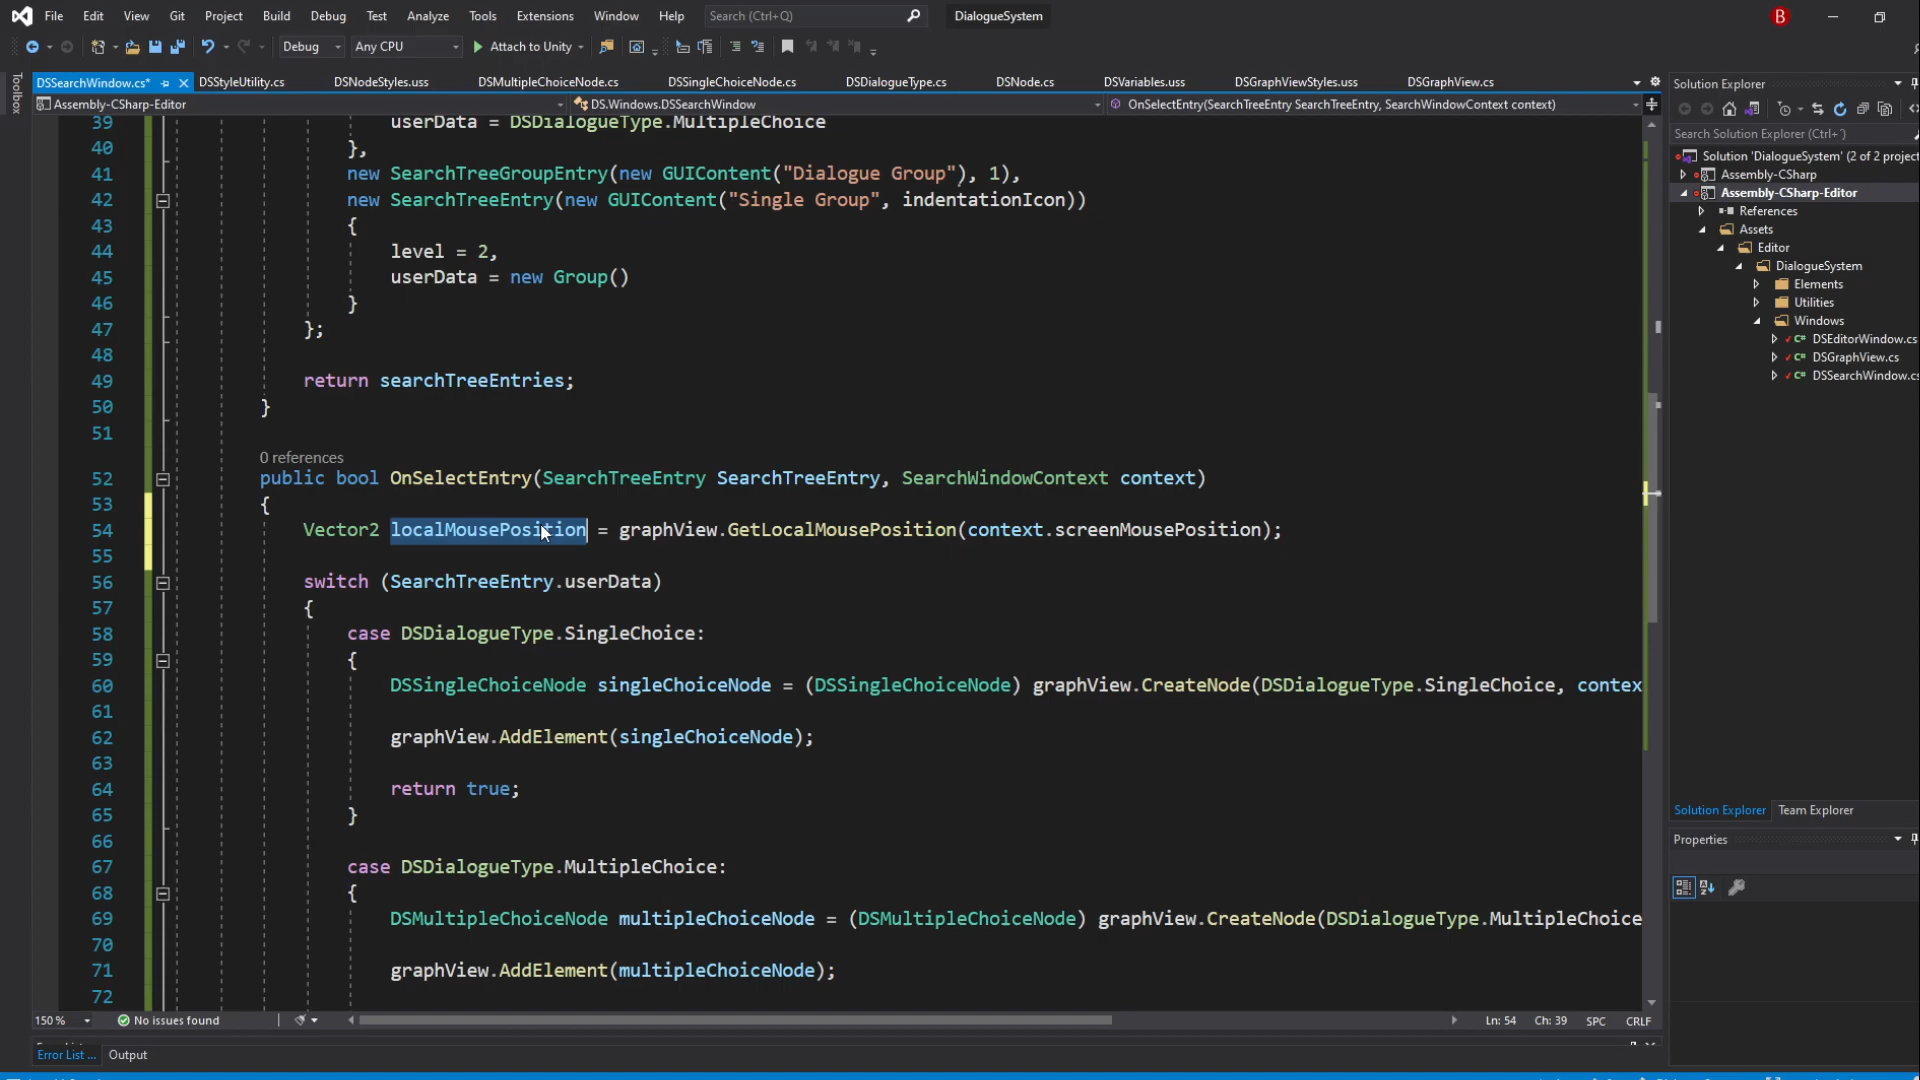 File Edit View Git Project Build Debug Test Analyze Tools Extensions Window Help Search (Ctrl+Q) DialogueSystem B
Debug Any CPU Attach to Unity
Toolbox
DSSearchWindow.cs* DSStyleUtility.cs DSNodeStyles.uss DSMultipleChoiceNode.cs DSSingleChoiceNode.cs DSDialogueType.cs DSNode.cs DSVariables.uss DSGraphViewStyles.uss DSGraphView.cs
Assembly-CSharp-Editor DS.Windows.DSSearchWindow OnSelectEntry(SearchTreeEntry SearchTreeEntry, SearchWindowContext context)
39 userData = DSDialogueType.MultipleChoice
40 },
41 new SearchTreeGroupEntry(new GUIContent("Dialogue Group"), 1),
42 new SearchTreeEntry(new GUIContent("Single Group", indentationIcon))
43 {
44 level = 2,
45 userData = new Group()
46 }
47 };
48
49 return searchTreeEntries;
50 }
51
0 references
52 public bool OnSelectEntry(SearchTreeEntry SearchTreeEntry, SearchWindowContext context)
53 {
54 Vector2 localMousePosition = graphView.GetLocalMousePosition(context.screenMousePosition);
55
56 switch (SearchTreeEntry.userData)
57 {
58 case DSDialogueType.SingleChoice:
59 {
60 DSSingleChoiceNode singleChoiceNode = (DSSingleChoiceNode) graphView.CreateNode(DSDialogueType.SingleChoice, contex
61
62 graphView.AddElement(singleChoiceNode);
63
64 return true;
65 }
66
67 case DSDialogueType.MultipleChoice:
68 {
69 DSMultipleChoiceNode multipleChoiceNode = (DSMultipleChoiceNode) graphView.CreateNode(DSDialogueType.MultipleChoice
70
71 graphView.AddElement(multipleChoiceNode);
72
150 % No issues found Ln: 54 Ch: 39 SPC CRLF
Error List ... Output
Solution Explorer
Search Solution Explorer (Ctrl+¨)
Solution 'DialogueSystem' (2 of 2 project
Assembly-CSharp
Assembly-CSharp-Editor
References
Assets
Editor
DialogueSystem
Elements
Utilities
Windows
DSEditorWindow.cs
DSGraphView.cs
DSSearchWindow.cs
Solution Explorer Team Explorer
Properties